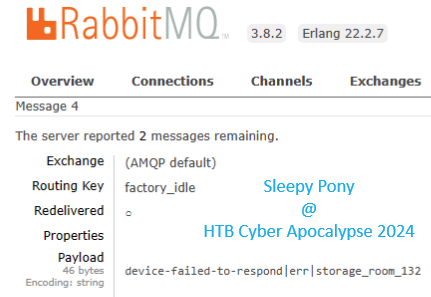 RabbitMQ TM 3.8.2 Erlang 22.2.7
Overview Connections Channels Exchanges
Message 4
The server reported 2 messages remaining.
Exchange (AMQP default)
Routing Key factory_idle
Redelivered ○
Properties
Payload
46 bytes
Encoding: string
device-failed-to-respond|err|storage_room_132
Sleepy Pony
@
HTB Cyber Apocalypse 2024